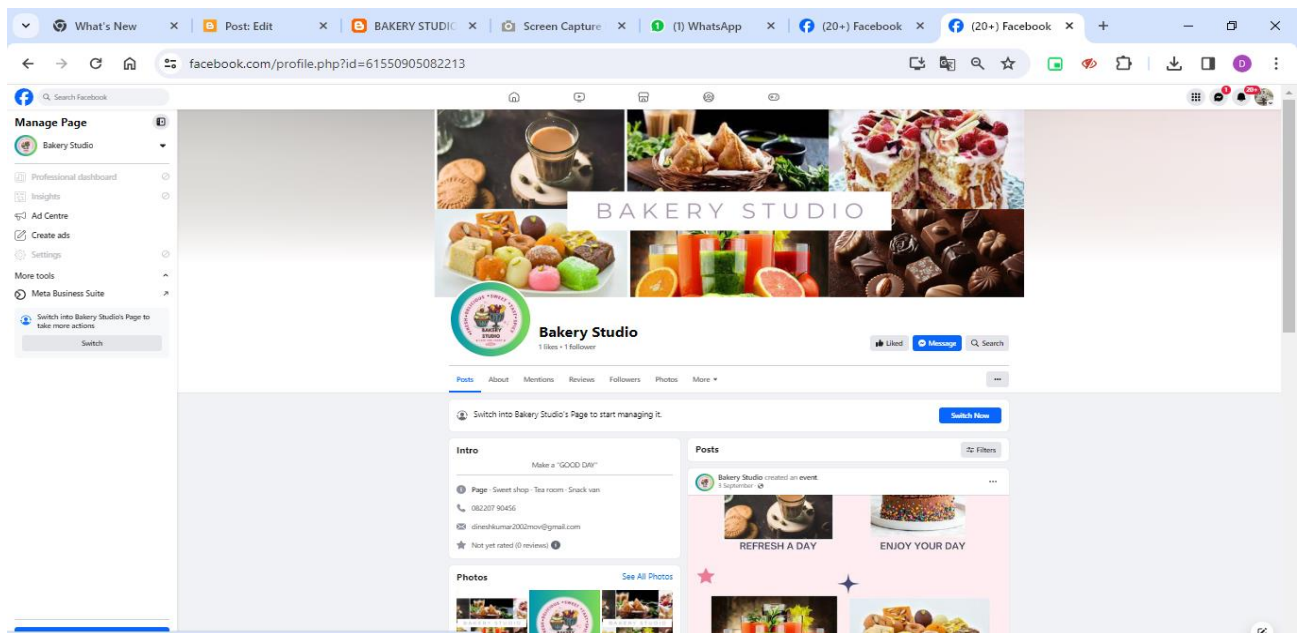 What's New
Post: Edit
BAKERY STUDIO
Screen Capture
(1) WhatsApp
(20+) Facebook
(20+) Facebook
facebook.com/profile.php?id=61550905082213
D
Search Facebook
20+
Manage Page
Bakery Studio
Professional dashboard
Insights
Ad Centre
Create ads
Settings
More tools
Meta Business Suite
Switch into Bakery Studio's Page to
take more actions
Switch
BAKERY STUDIO
BAKERY
STUDIO
Bakery Studio
1 likes • 1 follower
Liked
Message
Search
Posts
About
Mentions
Reviews
Followers
Photos
More
Switch into Bakery Studio's Page to start managing it.
Switch Now
Intro
Make a "GOOD DAY"
Page · Sweet shop · Tea room · Snack van
082207 90456
dineshkumar2002mov@gmail.com
Not yet rated (0 reviews)
Photos
See All Photos
Posts
Filters
Bakery Studio created an event.
3 September
REFRESH A DAY
ENJOY YOUR DAY